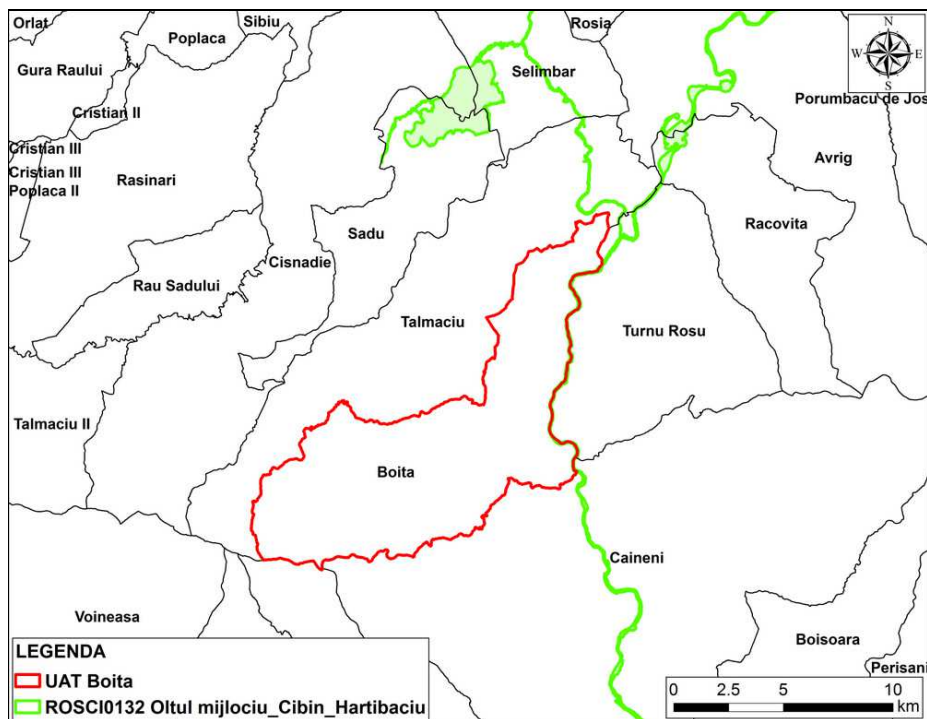 Orlat
Sibiu
Rosia
Poplaca
Gura Raului
Selimbar
N
W E
S
Porumbacu de Jos
Cristian II
Cristian III
Avrig
Cristian III
Rasinari
Poplaca II
Racovita
Sadu
Cisnadie
Rau Sadului
Talmaciu
Turnu Rosu
Talmaciu II
Boita
Caineni
Voineasa
Boisoara
Perisani
LEGENDA
UAT Boita
ROSCI0132 Oltul mijlociu_Cibin_Hartibaciu
0 2.5 5 10
km